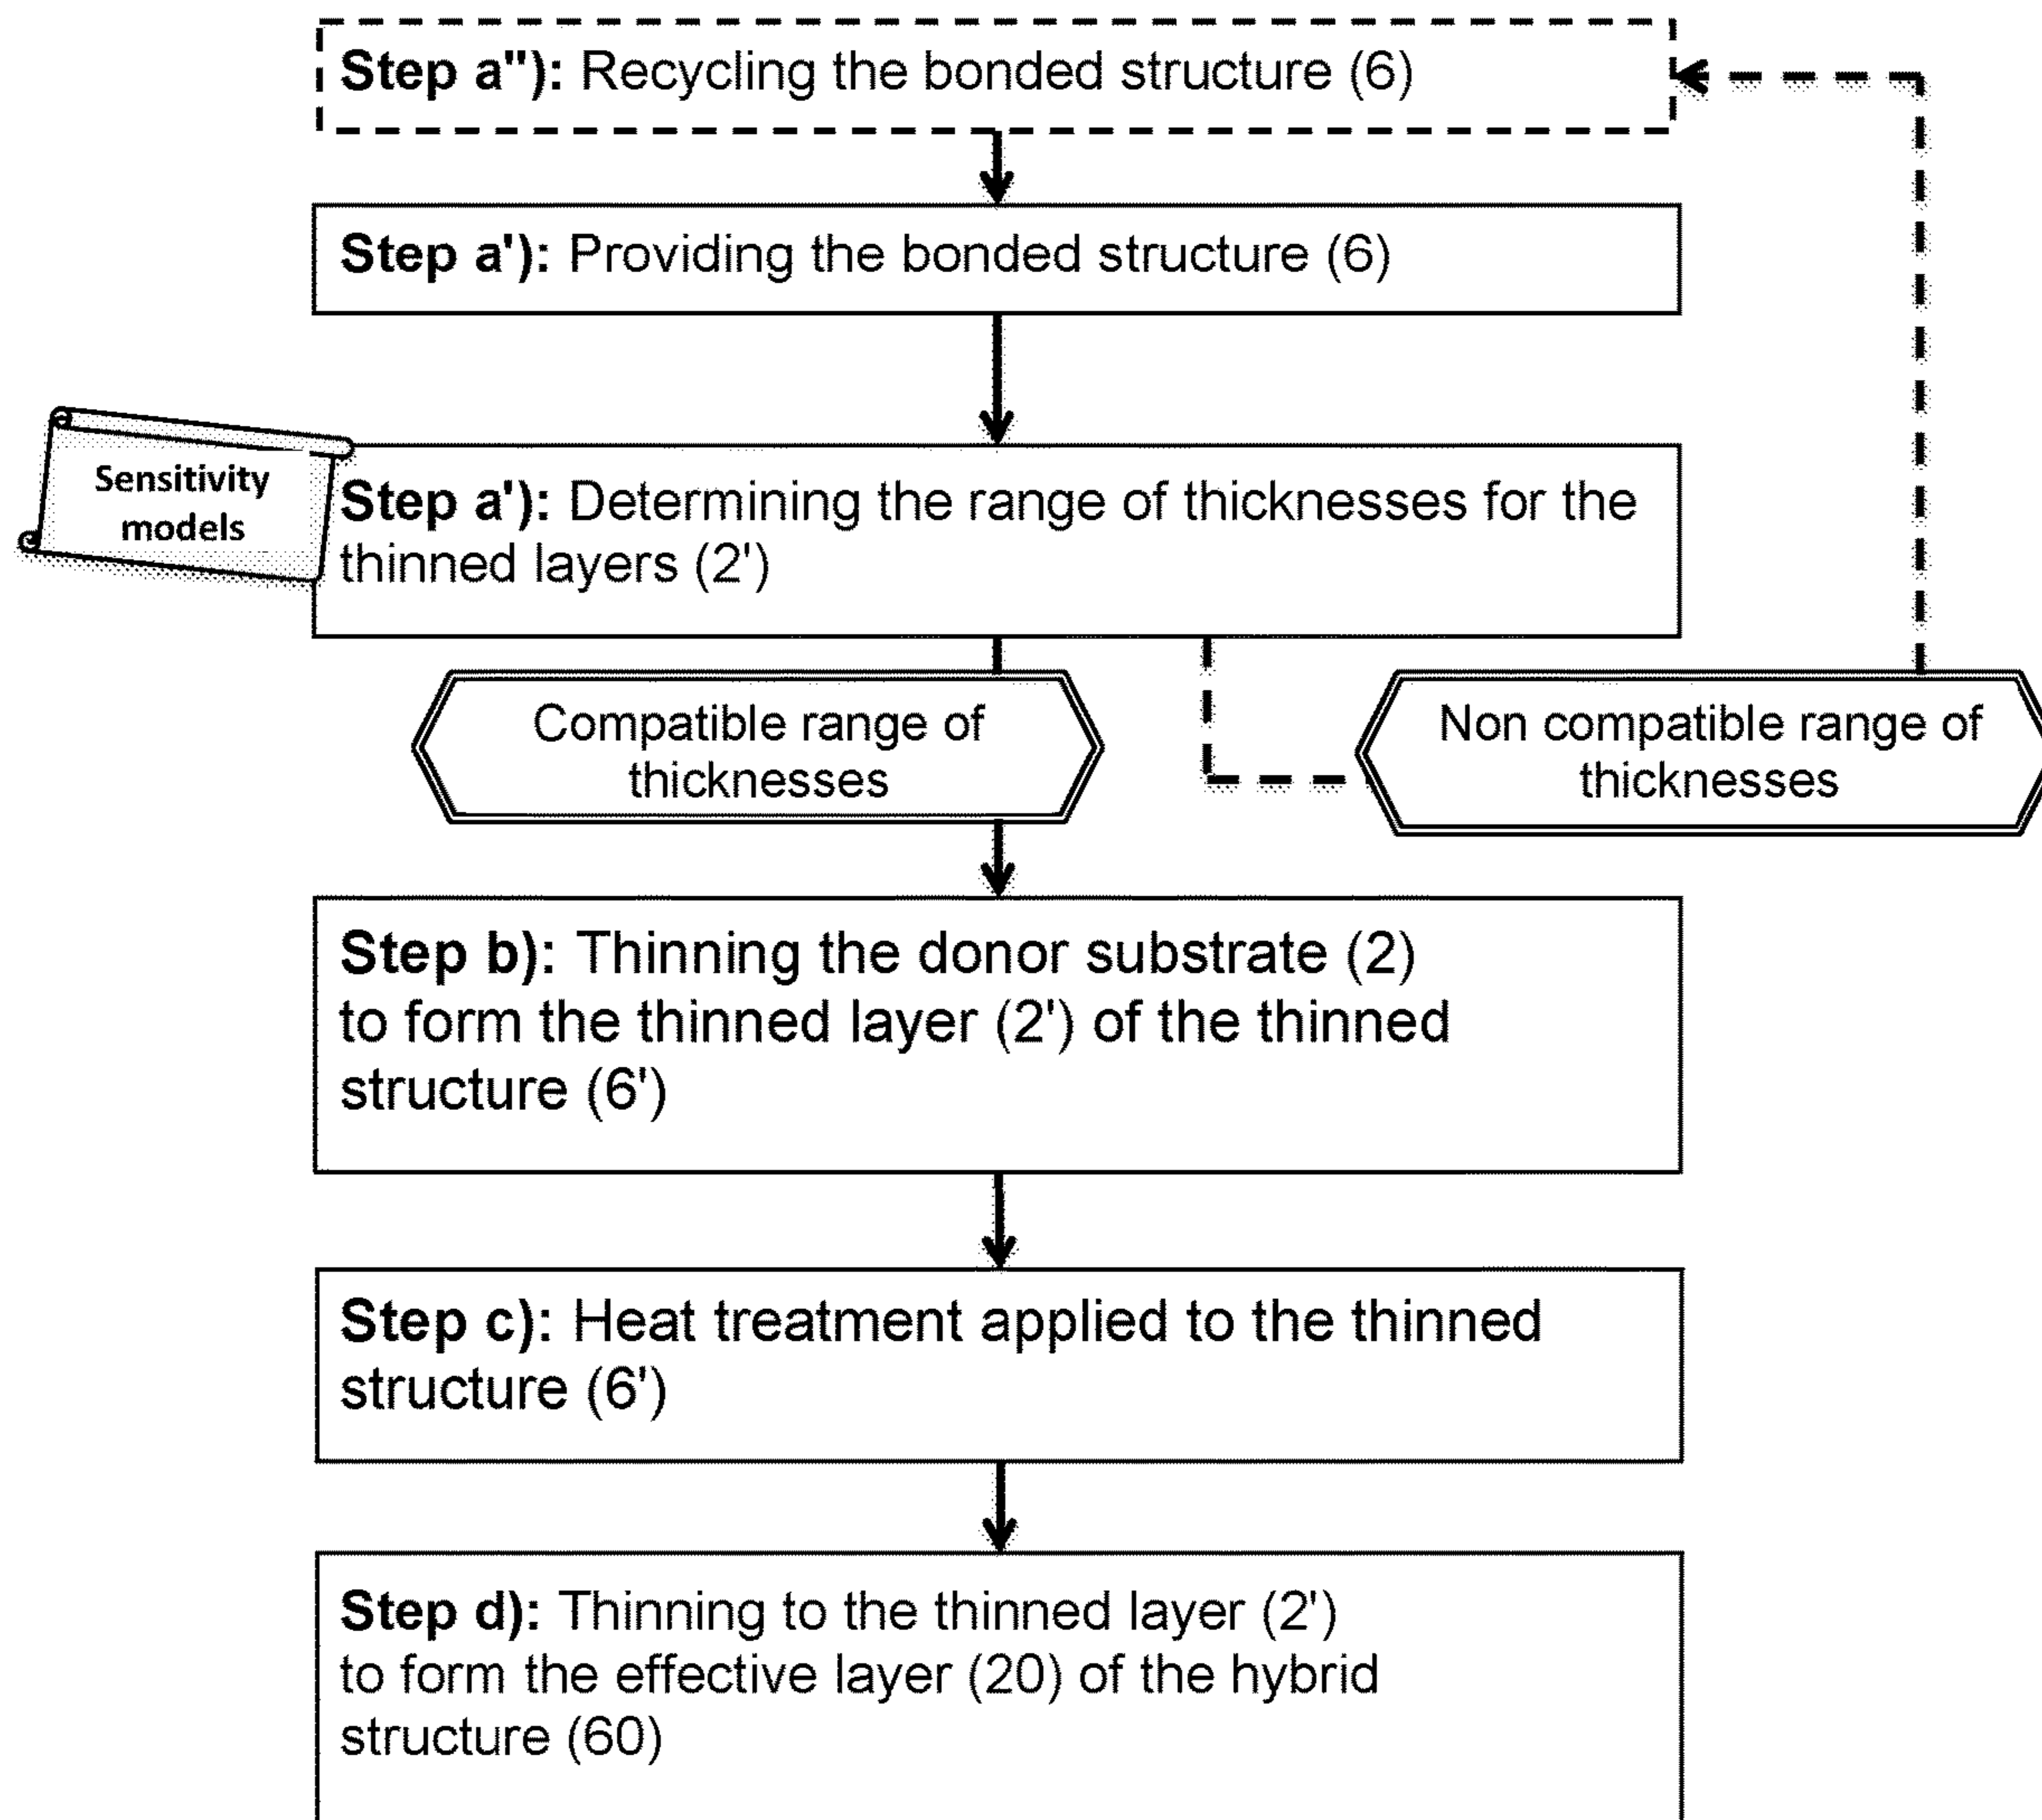 Step a''): Recycling the bonded structure (6)
Step a'): Providing the bonded structure (6)
Sensitivity
models
Step a'): Determining the range of thicknesses for the
thinned layers (2')
Compatible range of
thicknesses
Non compatible range of
thicknesses
Step b): Thinning the donor substrate (2)
to form the thinned layer (2') of the thinned
structure (6')
Step c): Heat treatment applied to the thinned
structure (6')
Step d): Thinning to the thinned layer (2')
to form the effective layer (20) of the hybrid
structure (60)